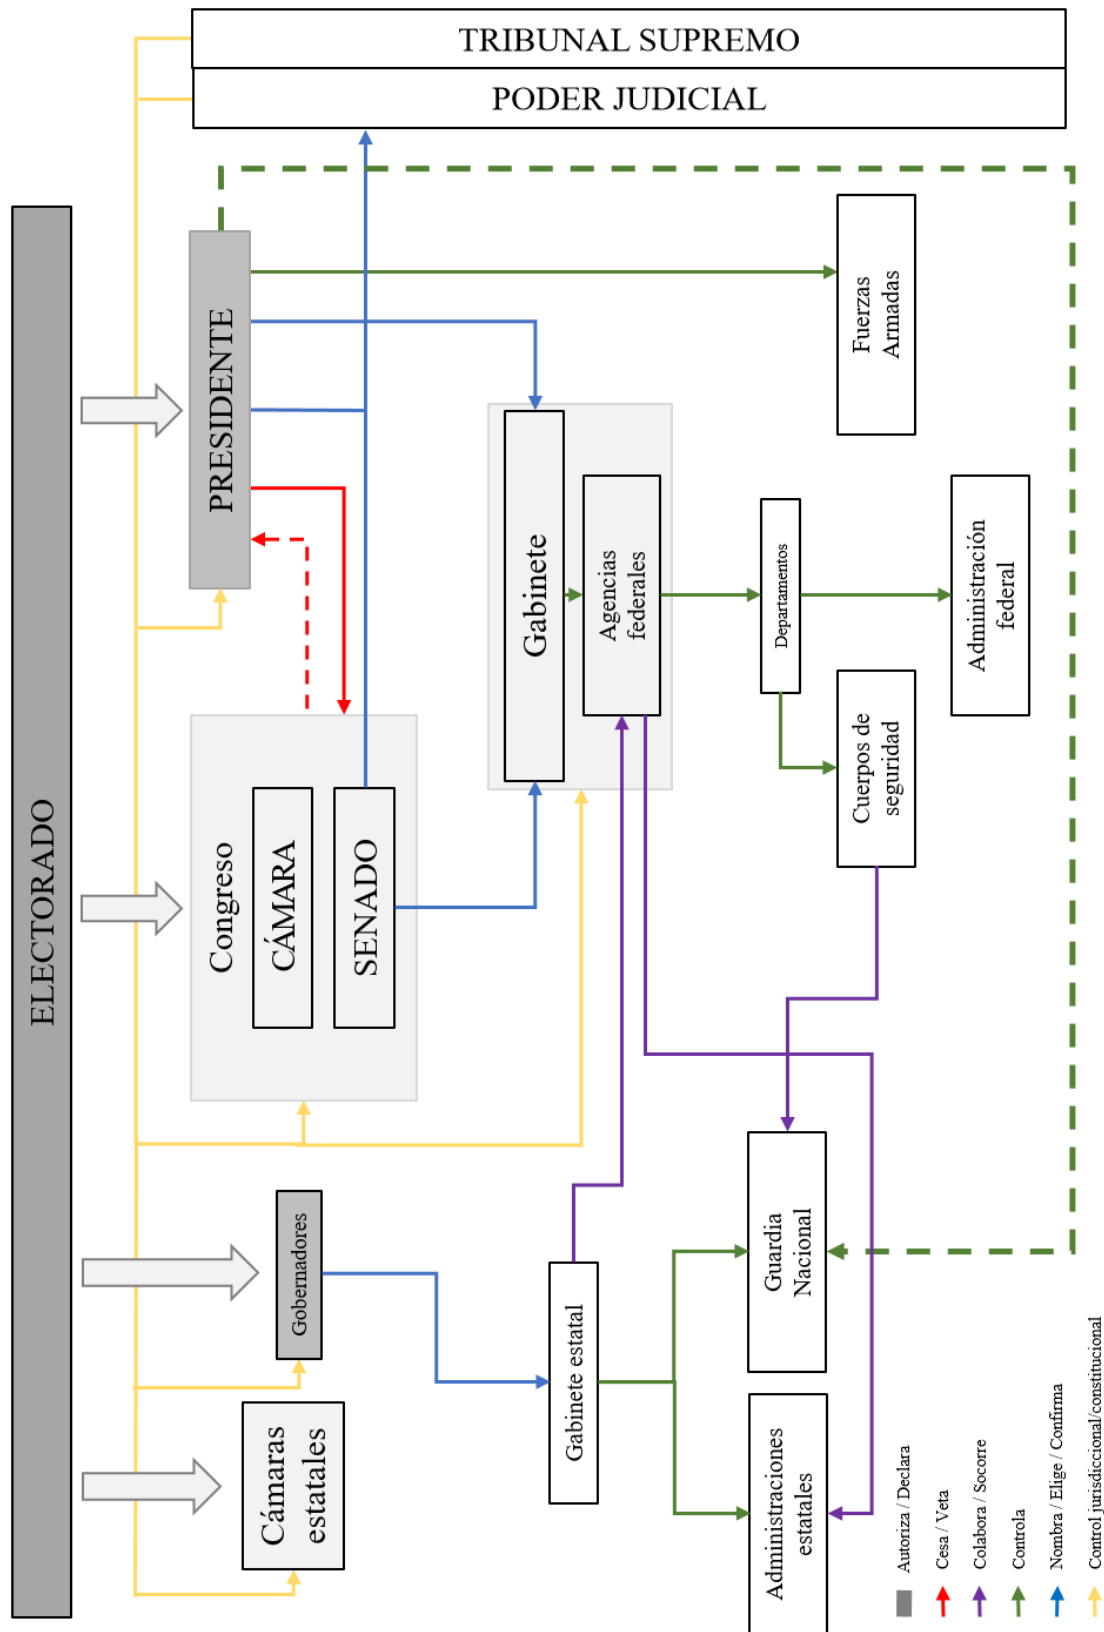 TRIBUNAL SUPREMO
PODER JUDICIAL
ELECTORADO
PRESIDENTE
Congreso
CÁMARA
SENADO
Gobernadores
Cámaras
estatales
Gabinete
Agencias
federales
Departamentos
Fuerzas
Armadas
Administración
federal
Cuerpos de
seguridad
Gabinete estatal
Guardia
Nacional
Administraciones
estatales
Autoriza / Declara
Cesa / Veta
Colabora / Socorre
Controla
Nombra / Elige / Confirma
Control jurisdiccional/constitucional